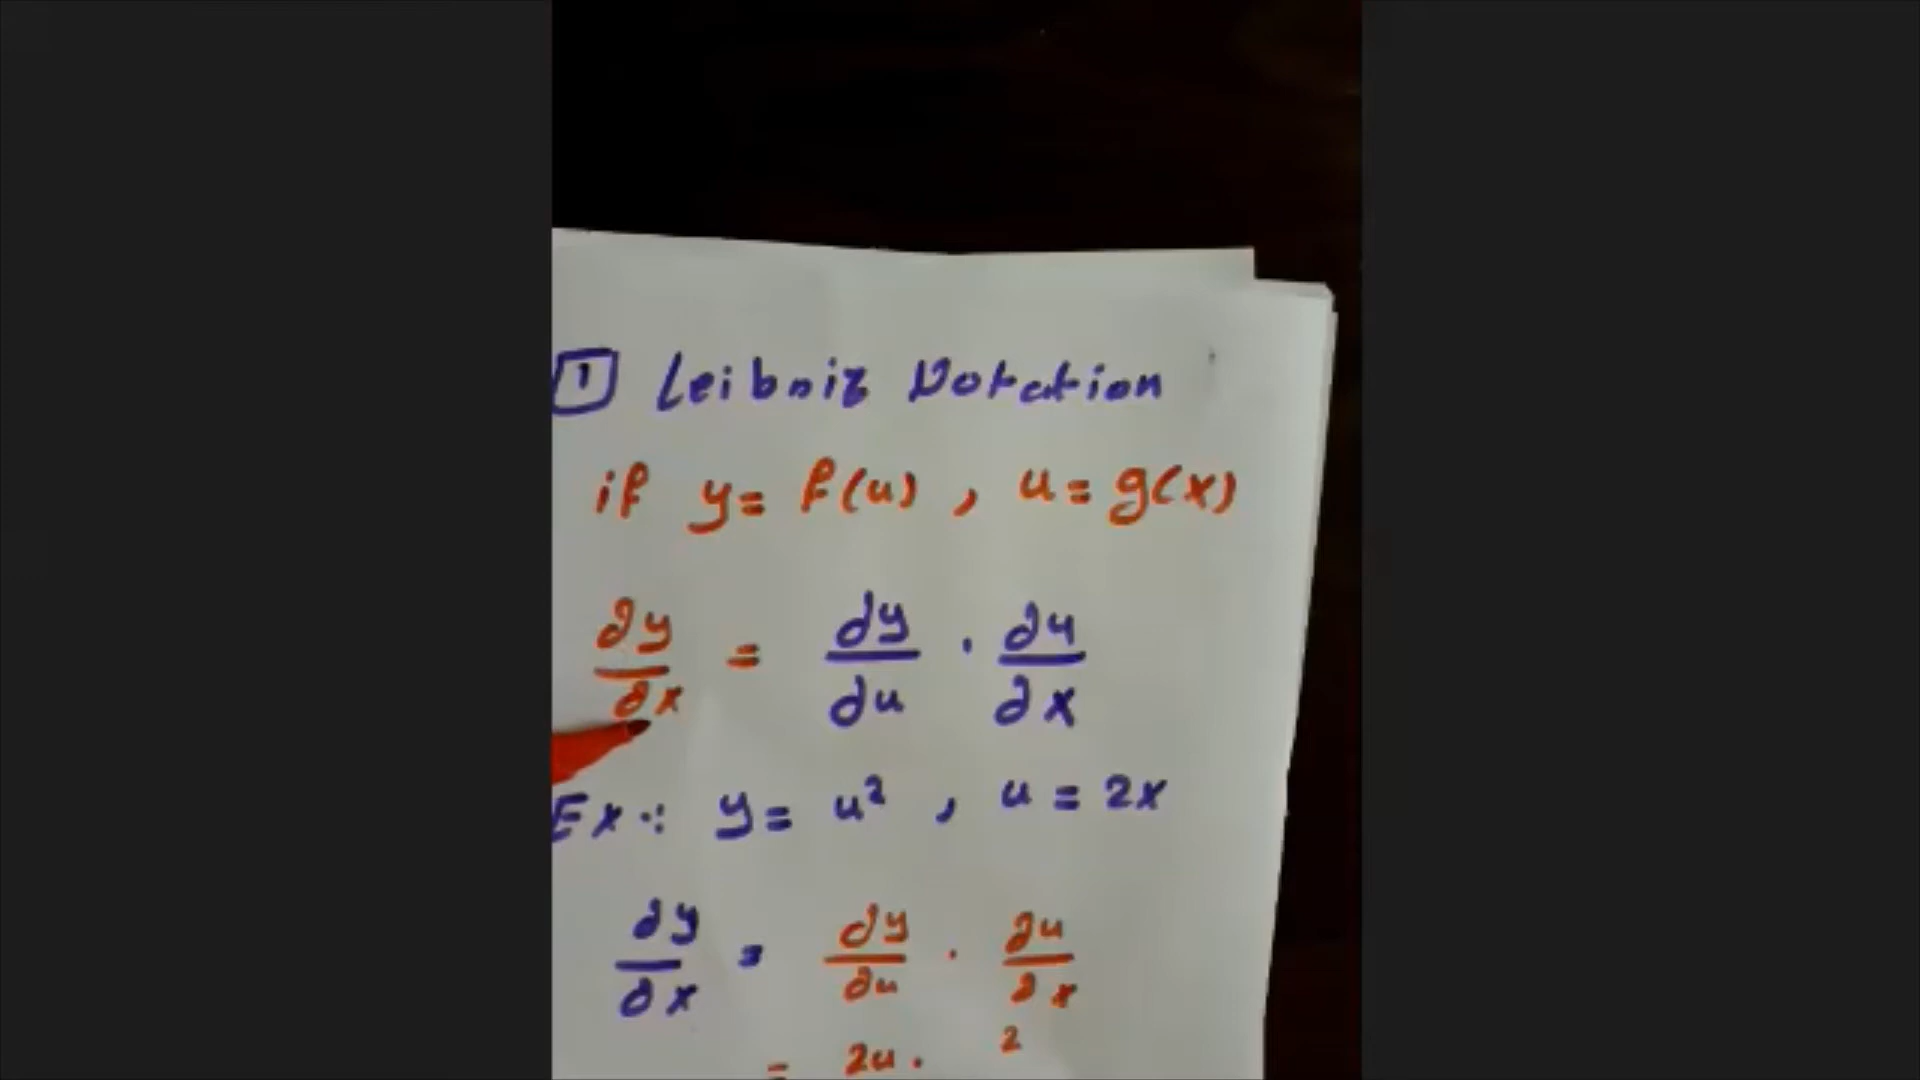 1 Leibniz Notation
if y = f(u) , u = g(x)
∂y/∂x = ∂y/∂u · ∂u/∂x
Ex:: y = u² , u = 2x
∂y/∂x = ∂y/∂u · ∂u/∂x
= 2u · 2